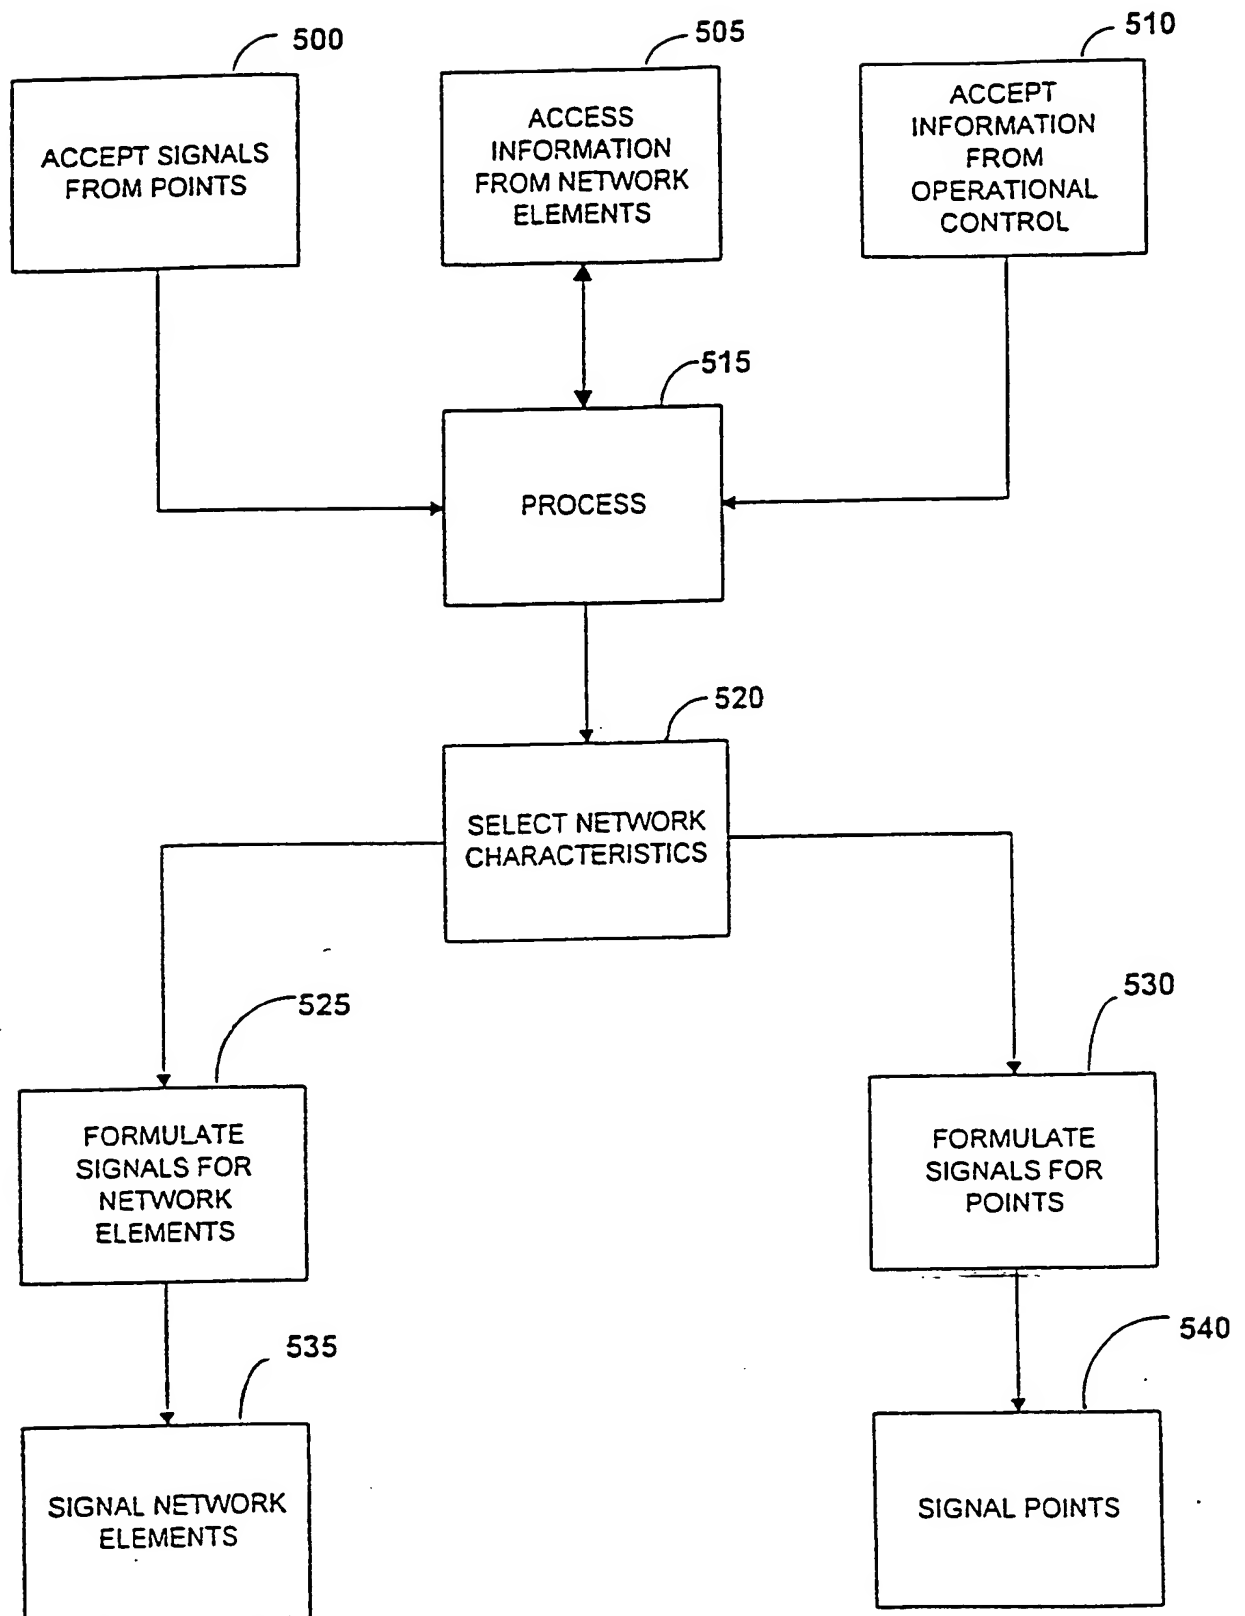 500
505
510
ACCEPT SIGNALS
FROM POINTS
ACCESS
INFORMATION
FROM NETWORK
ELEMENTS
ACCEPT
INFORMATION
FROM
OPERATIONAL
CONTROL
515
PROCESS
520
SELECT NETWORK
CHARACTERISTICS
525
530
FORMULATE
SIGNALS FOR
NETWORK
ELEMENTS
FORMULATE
SIGNALS FOR
POINTS
535
540
SIGNAL NETWORK
ELEMENTS
SIGNAL POINTS